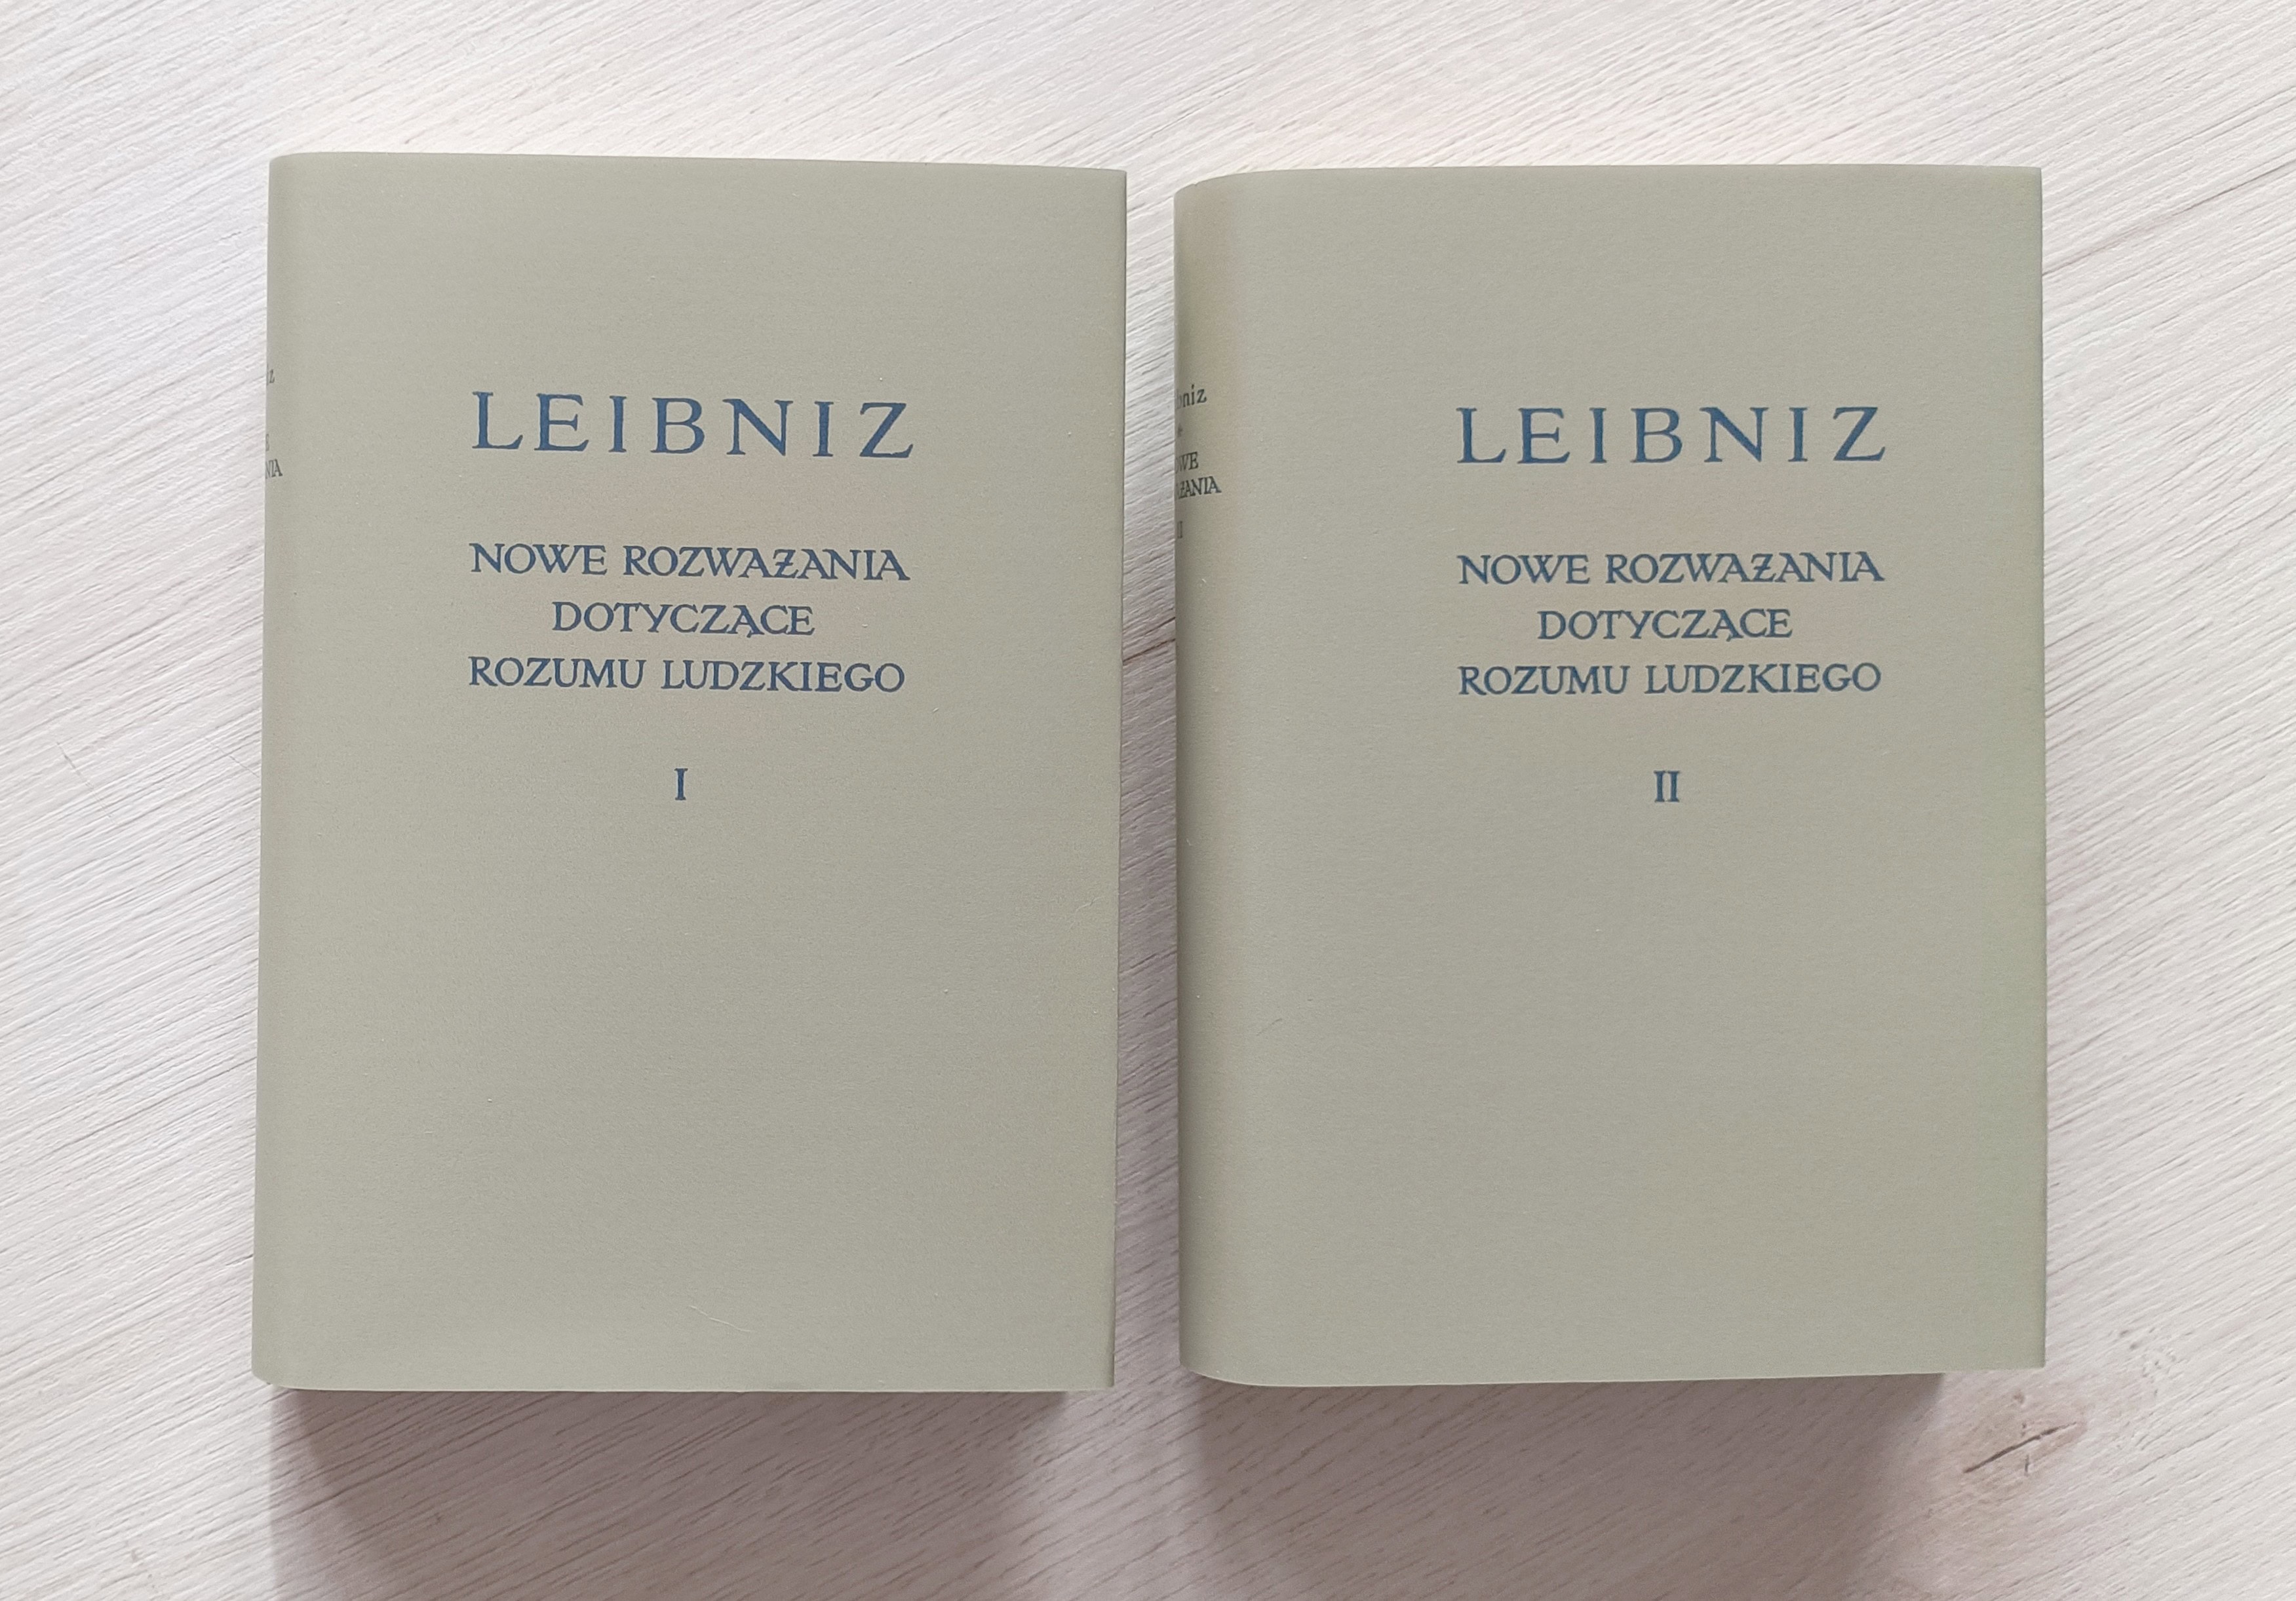 LEIBNIZ
NOWE ROZWAŻANIA
DOTYCZĄCE
ROZUMU LUDZKIEGO
I
LEIBNIZ
NOWE ROZWAŻANIA
DOTYCZĄCE
ROZUMU LUDZKIEGO
II